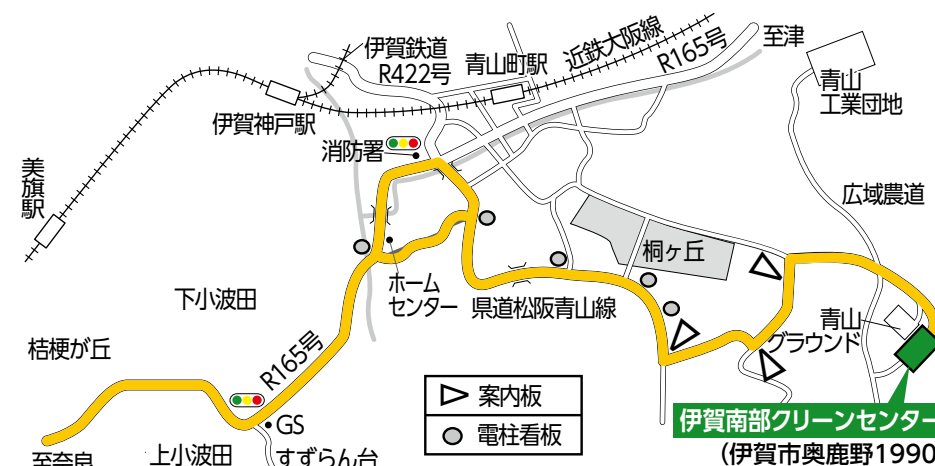 伊賀鉄道
R422号
青山町駅
近鉄大阪線
R165号
至津
青山
工業団地
伊賀神戸駅
消防署
美旗駅
広域農道
桐ヶ丘
ホーム
センター
県道松阪青山線
下小波田
青山
グラウンド
桔梗が丘
R165号
案内板
電柱看板
GS
伊賀南部クリーンセンター
(伊賀市奥鹿野1990
至奈良
上小波田
すずらん台